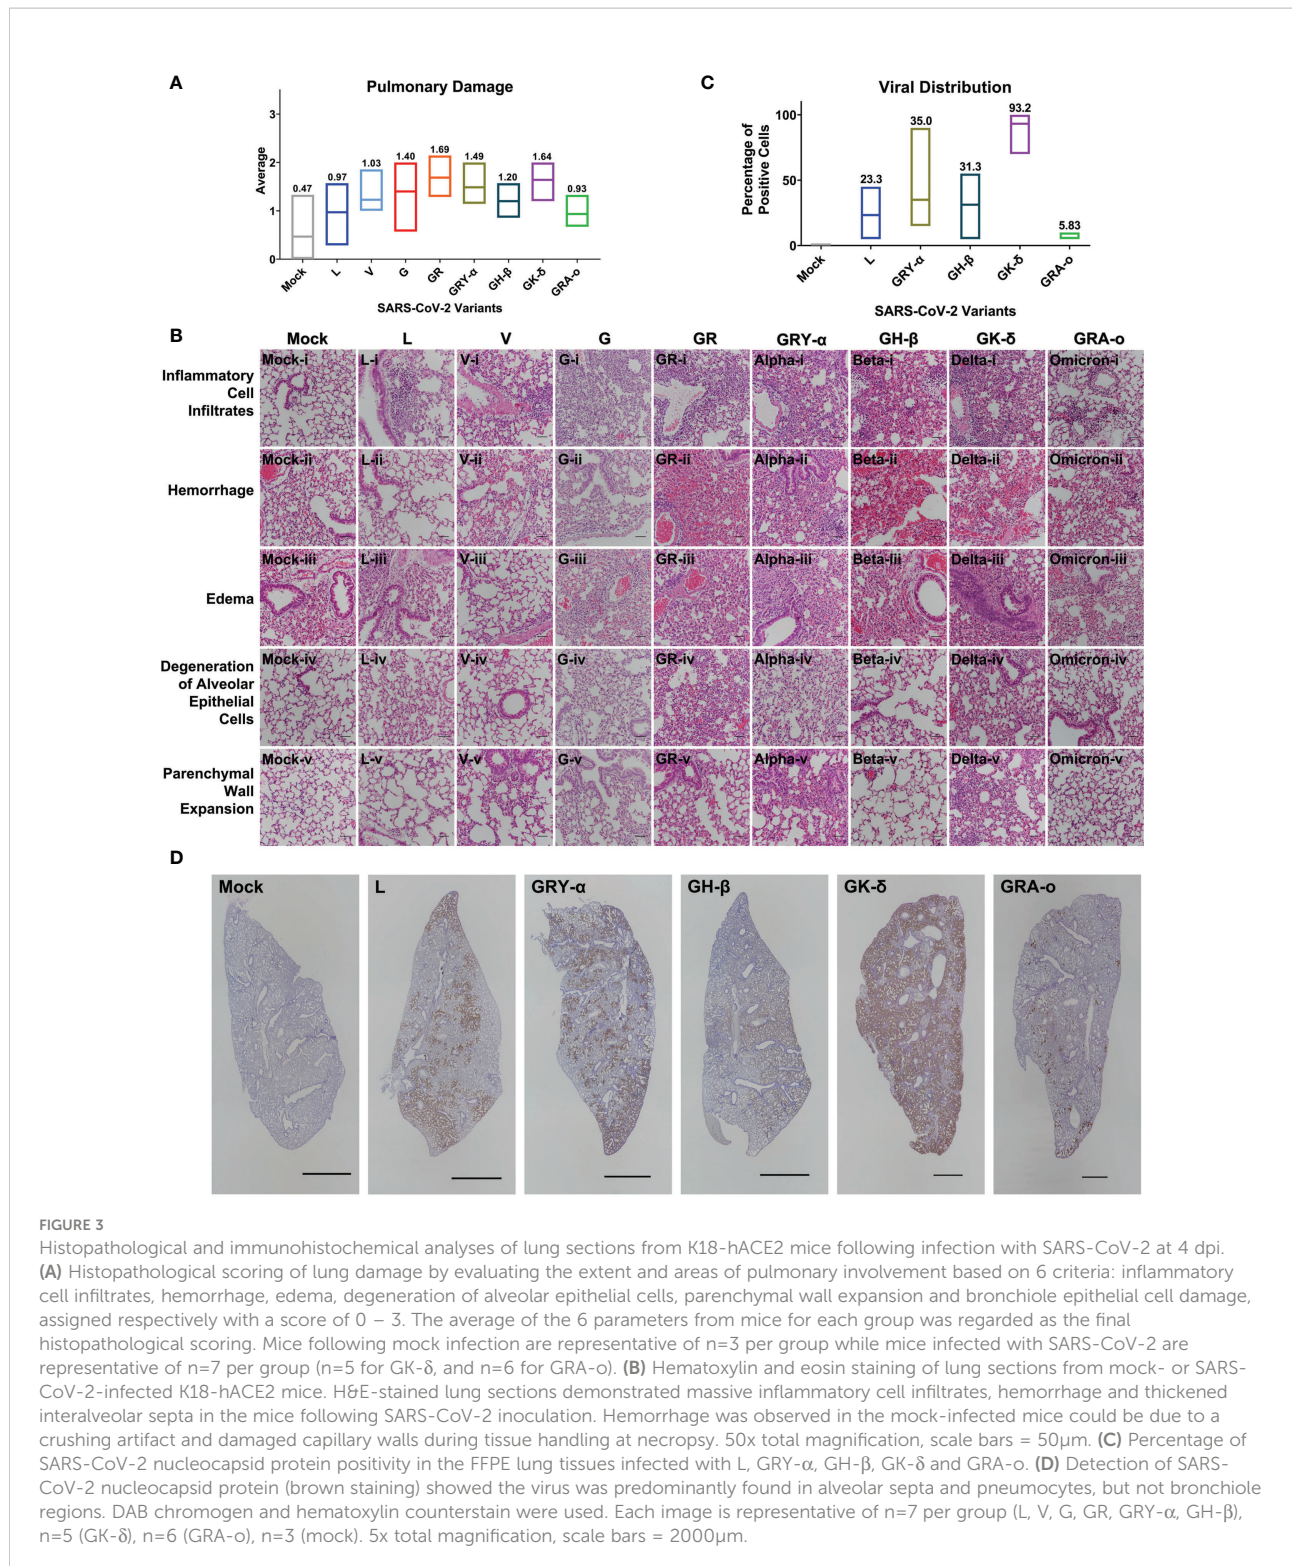 A
Pulmonary Damage
Average
3
2
1
0
0.47
0.97
1.03
1.40
1.69
1.49
1.20
1.64
0.93
Mock
L
V
G
GR
GRY-α
GH-β
GK-δ
GRA-o
SARS-CoV-2 Variants
C
Viral Distribution
Percentage of
Positive Cells
100
50
0
23.3
35.0
31.3
93.2
5.83
Mock
L
GRY-α
GH-β
GK-δ
GRA-o
SARS-CoV-2 Variants
B
Mock L V G GR GRY-α GH-β GK-δ GRA-o
Inflammatory
Cell
Infiltrates
Mock-i L-i V-i G-i GR-i Alpha-i Beta-i Delta-i Omicron-i
Hemorrhage
Mock-ii L-ii V-ii G-ii GR-ii Alpha-ii Beta-ii Delta-ii Omicron-ii
Edema
Mock-iii L-iii V-iii G-iii GR-iii Alpha-iii Beta-iii Delta-iii Omicron-iii
Degeneration
of Alveolar
Epithelial
Cells
Mock-iv L-iv V-iv G-iv GR-iv Alpha-iv Beta-iv Delta-iv Omicron-iv
Parenchymal
Wall
Expansion
Mock-v L-v V-v G-v GR-v Alpha-v Beta-v Delta-v Omicron-v
D
Mock L GRY-α GH-β GK-δ GRA-o
FIGURE 3
Histopathological and immunohistochemical analyses of lung sections from K18-hACE2 mice following infection with SARS-CoV-2 at 4 dpi.
(A) Histopathological scoring of lung damage by evaluating the extent and areas of pulmonary involvement based on 6 criteria: inflammatory
cell infiltrates, hemorrhage, edema, degeneration of alveolar epithelial cells, parenchymal wall expansion and bronchiole epithelial cell damage,
assigned respectively with a score of 0 – 3. The average of the 6 parameters from mice for each group was regarded as the final
histopathological scoring. Mice following mock infection are representative of n=3 per group while mice infected with SARS-CoV-2 are
representative of n=7 per group (n=5 for GK-δ, and n=6 for GRA-o). (B) Hematoxylin and eosin staining of lung sections from mock- or SARS-
CoV-2-infected K18-hACE2 mice. H&E-stained lung sections demonstrated massive inflammatory cell infiltrates, hemorrhage and thickened
interalveolar septa in the mice following SARS-CoV-2 inoculation. Hemorrhage was observed in the mock-infected mice could be due to a
crushing artifact and damaged capillary walls during tissue handling at necropsy. 50x total magnification, scale bars = 50μm. (C) Percentage of
SARS-CoV-2 nucleocapsid protein positivity in the FFPE lung tissues infected with L, GRY-α, GH-β, GK-δ and GRA-o. (D) Detection of SARS-
CoV-2 nucleocapsid protein (brown staining) showed the virus was predominantly found in alveolar septa and pneumocytes, but not bronchiole
regions. DAB chromogen and hematoxylin counterstain were used. Each image is representative of n=7 per group (L, V, G, GR, GRY-α, GH-β),
n=5 (GK-δ), n=6 (GRA-o), n=3 (mock). 5x total magnification, scale bars = 2000μm.